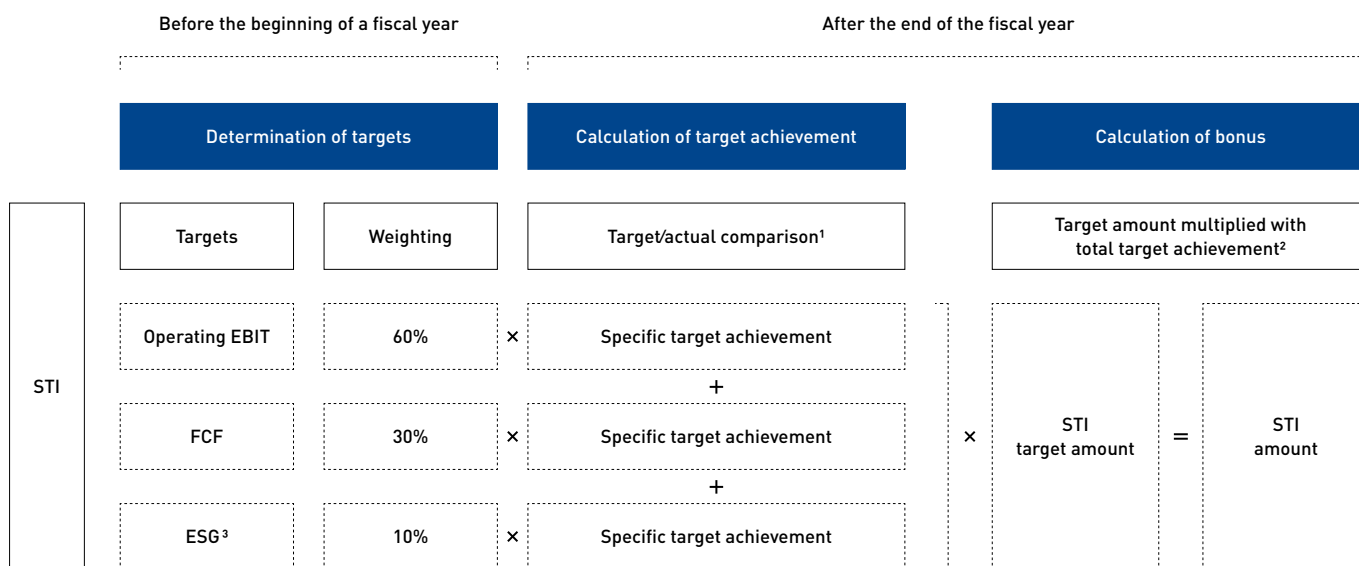 Before the beginning of a fiscal year
After the end of the fiscal year
Determination of targets
Calculation of target achievement
Calculation of bonus
Targets
Weighting
Target/actual comparison¹
Target amount multiplied with
total target achievement²
STI
Operating EBIT
60%
×
Specific target achievement
+
FCF
30%
×
Specific target achievement
+
ESG³
10%
×
Specific target achievement
×
STI
target amount
=
STI
amount